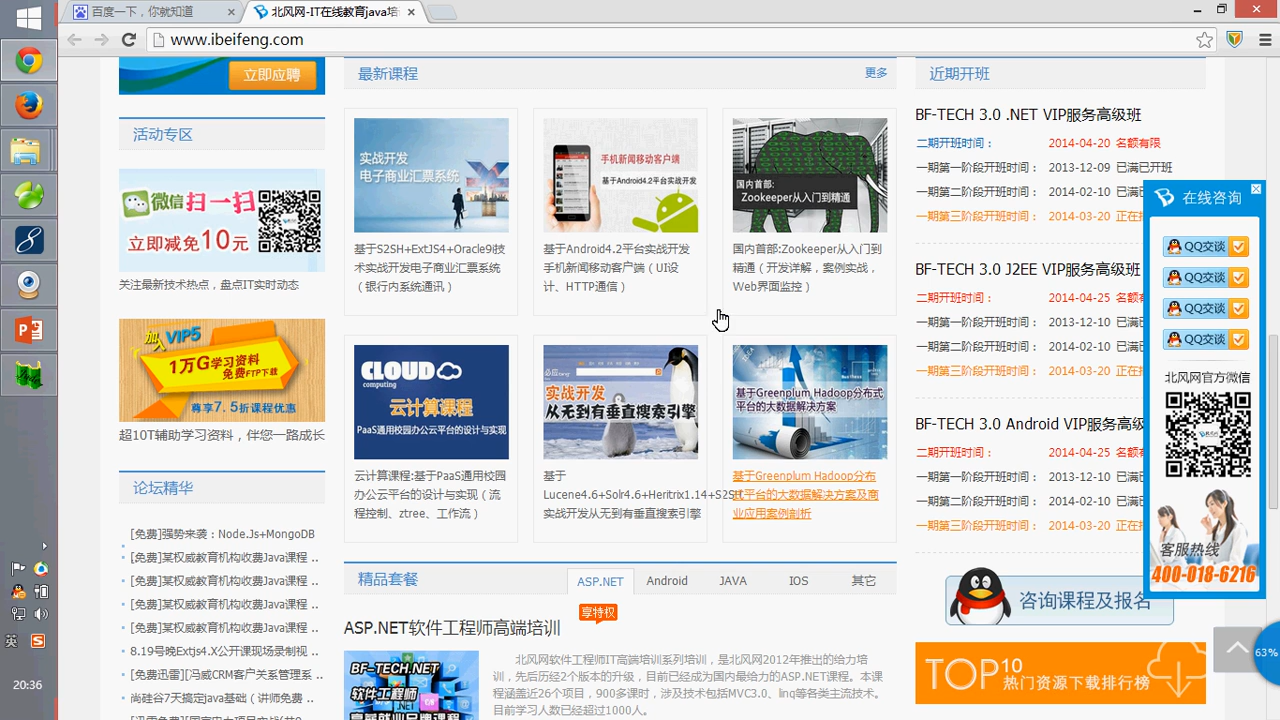 百度一下，你就知道
北风网-IT在线教育java培
www.ibeifeng.com
立即应聘
活动专区
微信扫一扫
立即减免10元
关注最新技术热点，盘点IT实时动态
加入VIP5
1万G学习资料
免费FTP下载
尊享7.5折课程优惠
超10T辅助学习资料，伴您一路成长
论坛精华
[免费]强势来袭：Node.Js+MongoDB
[免费]某权威教育机构收费Java课程 ..
[免费]某权威教育机构收费Java课程 ..
[免费]某权威教育机构收费Java课程 ..
[免费]某权威教育机构收费Java课程 ..
8.19号晚Extjs4.X公开课现场录制视 ..
[免费迅雷][冯威CRM客户关系管理系 ..
尚硅谷7天搞定java基础（讲师免费 ..
最新课程
更多
实战开发
电子商业汇票系统
基于S2SH+ExtJS4+Oracle9i技
术实战开发电子商业汇票系统
（银行内系统通讯）
手机新闻移动客户端
基于Android4.2平台实战开发
基于Android4.2平台实战开发
手机新闻移动客户端（UI设
计、HTTP通信）
国内首部:
Zookeeper从入门到精通
国内首部:Zookeeper从入门到
精通（开发详解，案例实战，
Web界面监控）
CLOUD
computing
云计算课程
PaaS通用校园办公云平台的设计与实现
云计算课程:基于PaaS通用校园
办公云平台的设计与实现（流
程控制、ztree、工作流）
必应
实战开发
从无到有垂直搜索引擎
基于
Lucene4.6+Solr4.6+Heritrix1.14+S2SH
实战开发从无到有垂直搜索引擎
基于Greenplum Hadoop分布式
平台的大数据解决方案
基于Greenplum Hadoop分布
式平台的大数据解决方案及商
业应用案例剖析
精品套餐
ASP.NET
Android
JAVA
IOS
其它
享特权
ASP.NET软件工程师高端培训
BF-TECH.NET
软件工程师
北风网软件工程师IT高端培训系列培训，是北风网2012年推出的给力培
训，先后历经2个版本的升级，目前已经成为国内最给力的ASP.NET课程。本课
程涵盖近26个项目，900多课时，涉及技术包括MVC3.0、linq等各类主流技术。
目前学习人数已经超过1000人。
近期开班
BF-TECH 3.0 .NET VIP服务高级班
二期开班时间： 2014-04-20 名额有限
一期第一阶段开班时间： 2013-12-09 已满已开班
一期第二阶段开班时间： 2014-02-10 已满
一期第三阶段开班时间： 2014-03-20 正在
BF-TECH 3.0 J2EE VIP服务高级班
二期开班时间： 2014-04-25 名额
一期第一阶段开班时间： 2013-12-10 已满
一期第二阶段开班时间： 2014-02-10 已满
一期第三阶段开班时间： 2014-03-20 正在
BF-TECH 3.0 Android VIP服务高级
二期开班时间： 2014-04-25 名额
一期第一阶段开班时间： 2013-12-10 已满
一期第二阶段开班时间： 2014-02-10 已满
一期第三阶段开班时间： 2014-03-20 正在
咨询课程及报名
TOP10
热门资源下载排行榜
在线咨询
QQ交谈
QQ交谈
QQ交谈
QQ交谈
北风网官方微信
客服热线
400-018-6216
63%
英
20:36